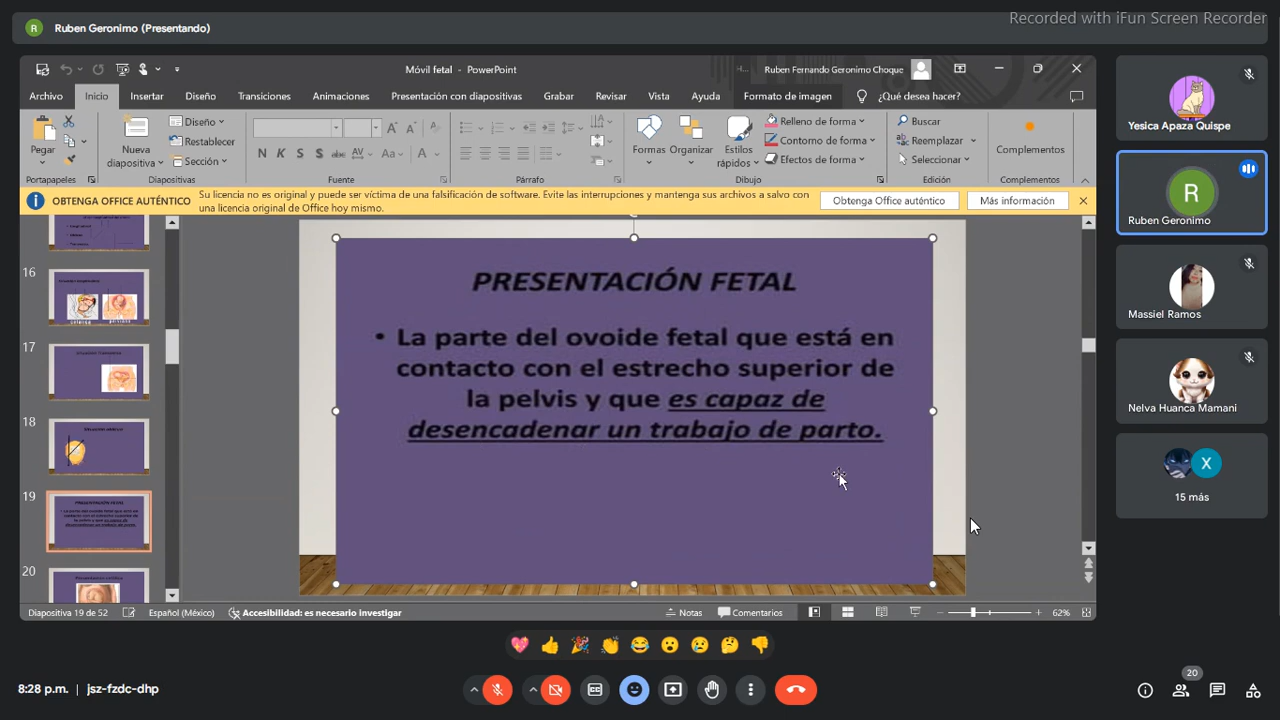 Recorded with iFun Screen Recorder
R Ruben Geronimo (Presentando)
Móvil fetal - PowerPoint
Ruben Fernando Geronimo Choque
Archivo Inicio Insertar Diseño Transiciones Animaciones Presentación con diapositivas Grabar Revisar Vista Ayuda Formato de imagen ¿Qué desea hacer?
Pegar
Nueva diapositiva
Diseño
Restablecer
Sección
N K S S abc AV Aa A
Formas Organizar Estilos rápidos
Relleno de forma
Contorno de forma
Efectos de forma
Buscar
Reemplazar
Seleccionar
Complementos
Portapapeles Diapositivas Fuente Párrafo Dibujo Edición Complementos
OBTENGA OFFICE AUTÉNTICO
Su licencia no es original y puede ser víctima de una falsificación de software. Evite las interrupciones y mantenga sus archivos a salvo con
una licencia original de Office hoy mismo.
Obtenga Office auténtico
Más información
16
17
18
19
PRESENTACIÓN FETAL
20
PRESENTACIÓN FETAL
• La parte del ovoide fetal que está en
contacto con el estrecho superior de
la pelvis y que es capaz de
desencadenar un trabajo de parto.
Diapositiva 19 de 52 Español (México) Accesibilidad: es necesario investigar Notas Comentarios 62%
Yesica Apaza Quispe
R
Ruben Geronimo
Massiel Ramos
Nelva Huanca Mamani
X
15 más
8:28 p.m. | jsz-fzdc-dhp
20